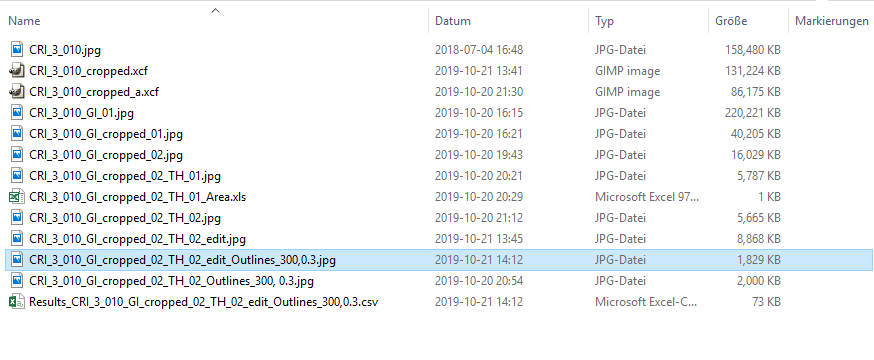 Name Datum Typ Größe Markierungen
CRI_3_010.jpg 2018-07-04 16:48 JPG-Datei 158,480 KB
CRI_3_010_cropped.xcf 2019-10-21 13:41 GIMP image 131,224 KB
CRI_3_010_cropped_a.xcf 2019-10-20 21:30 GIMP image 86,175 KB
CRI_3_010_GI_01.jpg 2019-10-20 16:15 JPG-Datei 220,221 KB
CRI_3_010_GI_cropped_01.jpg 2019-10-20 16:21 JPG-Datei 40,205 KB
CRI_3_010_GI_cropped_02.jpg 2019-10-20 19:43 JPG-Datei 16,029 KB
CRI_3_010_GI_cropped_02_TH_01.jpg 2019-10-20 20:21 JPG-Datei 5,787 KB
CRI_3_010_GI_cropped_02_TH_01_Area.xls 2019-10-20 20:29 Microsoft Excel 97... 1 KB
CRI_3_010_GI_cropped_02_TH_02.jpg 2019-10-20 21:12 JPG-Datei 5,665 KB
CRI_3_010_GI_cropped_02_TH_02_edit.jpg 2019-10-21 13:45 JPG-Datei 8,868 KB
CRI_3_010_GI_cropped_02_TH_02_edit_Outlines_300,0.3.jpg 2019-10-21 14:12 JPG-Datei 1,829 KB
CRI_3_010_GI_cropped_02_TH_02_Outlines_300, 0.3.jpg 2019-10-20 20:54 JPG-Datei 2,000 KB
Results_CRI_3_010_GI_cropped_02_TH_02_edit_Outlines_300,0.3.csv 2019-10-21 14:12 Microsoft Excel-C... 73 KB